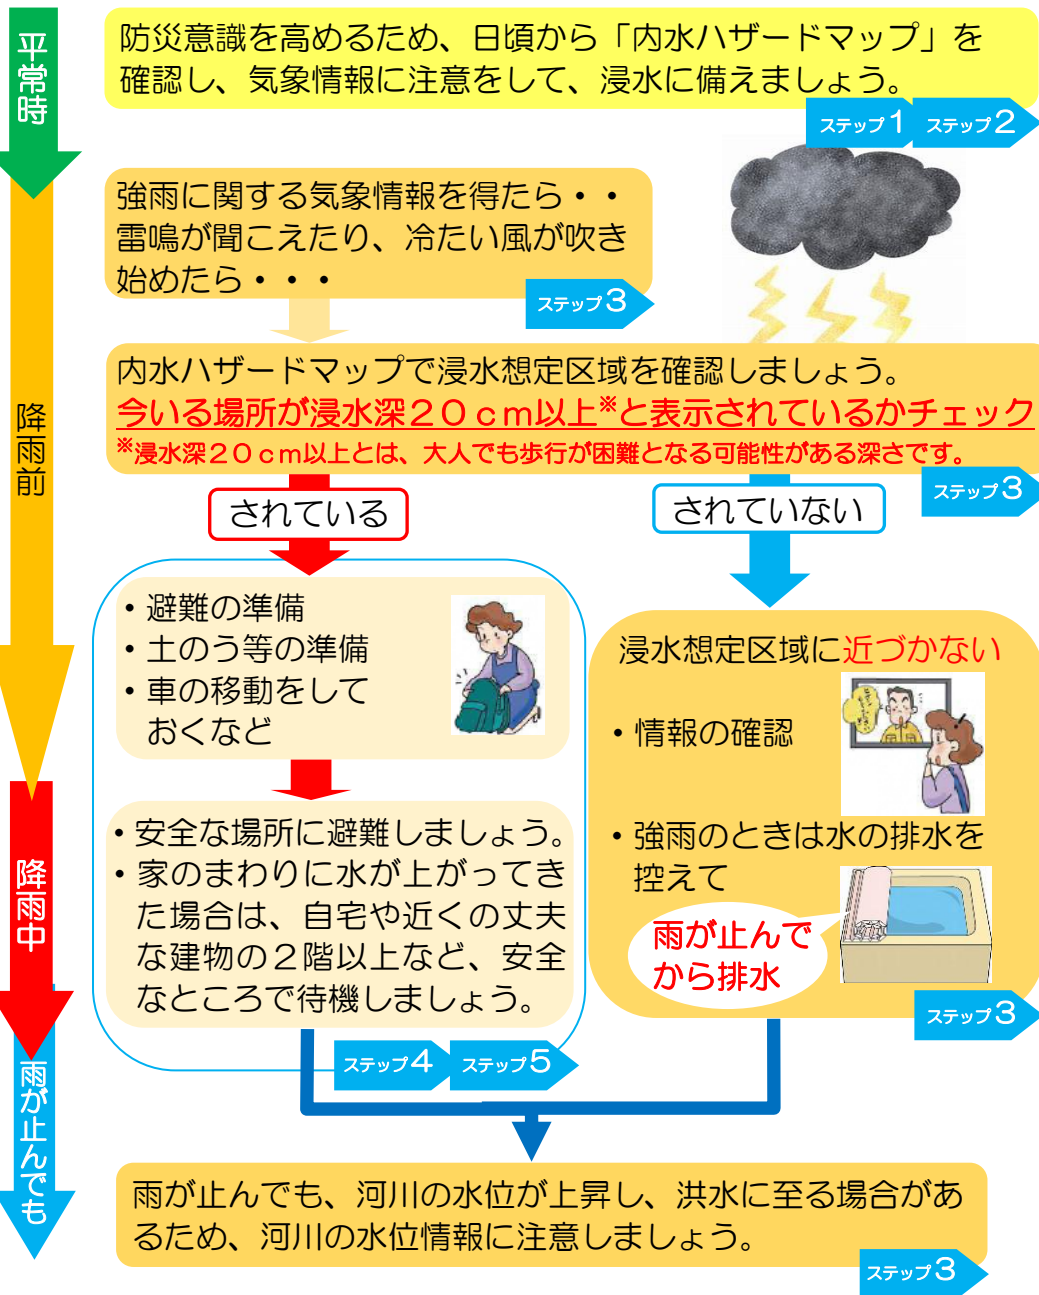 平常時
防災意識を高めるため、日頃から「内水ハザードマップ」を
確認し、気象情報に注意をして、浸水に備えましょう。
ステップ1 ステップ2
降雨前
強雨に関する気象情報を得たら・・
雷鳴が聞こえたり、冷たい風が吹き
始めたら・・・
ステップ3
内水ハザードマップで浸水想定区域を確認しましょう。
今いる場所が浸水深２０ｃｍ以上※と表示されているかチェック
※浸水深２０ｃｍ以上とは、大人でも歩行が困難となる可能性がある深さです。
ステップ3
されている
されていない
・避難の準備
・土のう等の準備
・車の移動をして
おくなど
浸水想定区域に近づかない
・情報の確認
・強雨のときは水の排水を
控えて
雨が止んで
から排水
ステップ3
降雨中
・安全な場所に避難しましょう。
・家のまわりに水が上がってき
た場合は、自宅や近くの丈夫
な建物の２階以上など、安全
なところで待機しましょう。
ステップ4 ステップ5
雨が止んでも
雨が止んでも、河川の水位が上昇し、洪水に至る場合があ
るため、河川の水位情報に注意しましょう。
ステップ3